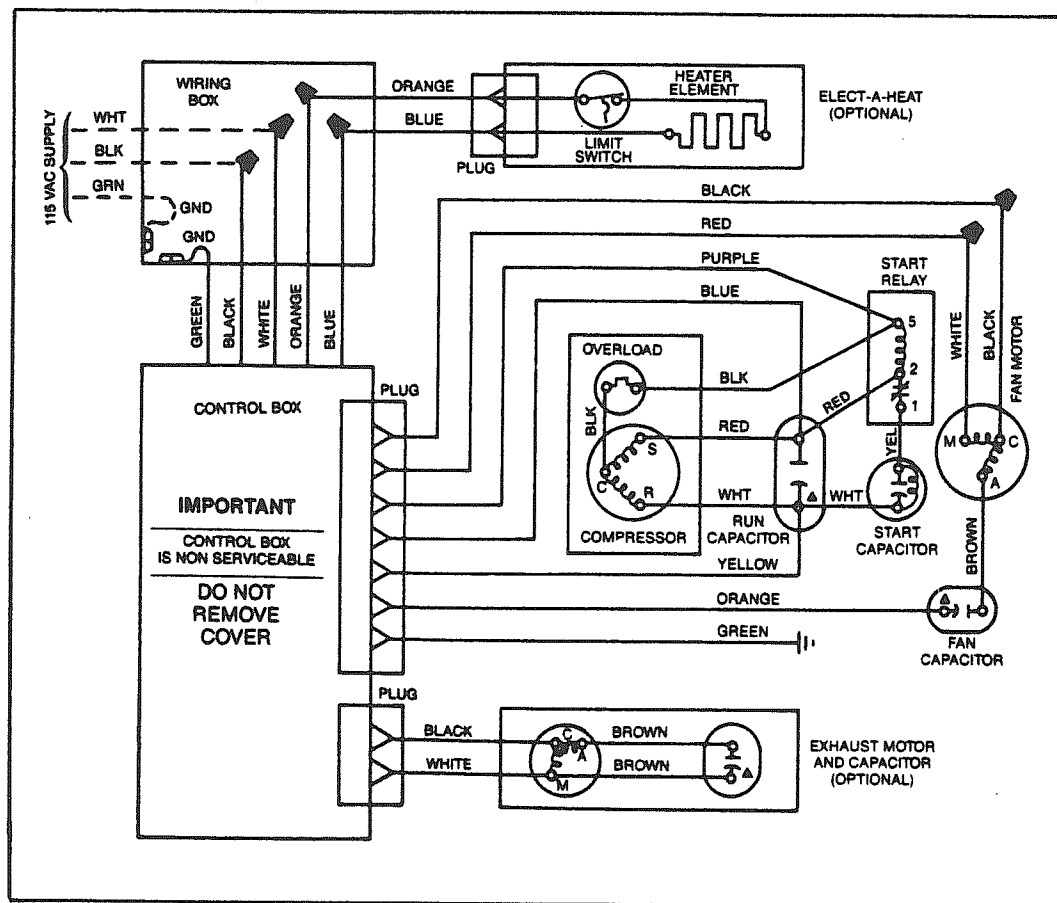 WIRING
BOX
115 VAC SUPPLY
WHT
BLK
GRN
GND
GND
ORANGE
BLUE
PLUG
HEATER
ELEMENT
LIMIT
SWITCH
ELECT-A-HEAT
(OPTIONAL)
GREEN
BLACK
WHITE
ORANGE
BLUE
CONTROL BOX
PLUG
IMPORTANT
CONTROL BOX
IS NON SERVICEABLE
DO NOT
REMOVE
COVER
BLACK
RED
PURPLE
BLUE
START
RELAY
5
2
1
WHITE
BLACK
FAN MOTOR
OVERLOAD
BLK
BLK
RED
RED
YEL
S
C
R
M
C
A
WHT
WHT
COMPRESSOR
RUN
CAPACITOR
START
CAPACITOR
BROWN
YELLOW
ORANGE
GREEN
FAN
CAPACITOR
PLUG
BLACK
WHITE
C
A
M
BROWN
BROWN
EXHAUST MOTOR
AND CAPACITOR
(OPTIONAL)